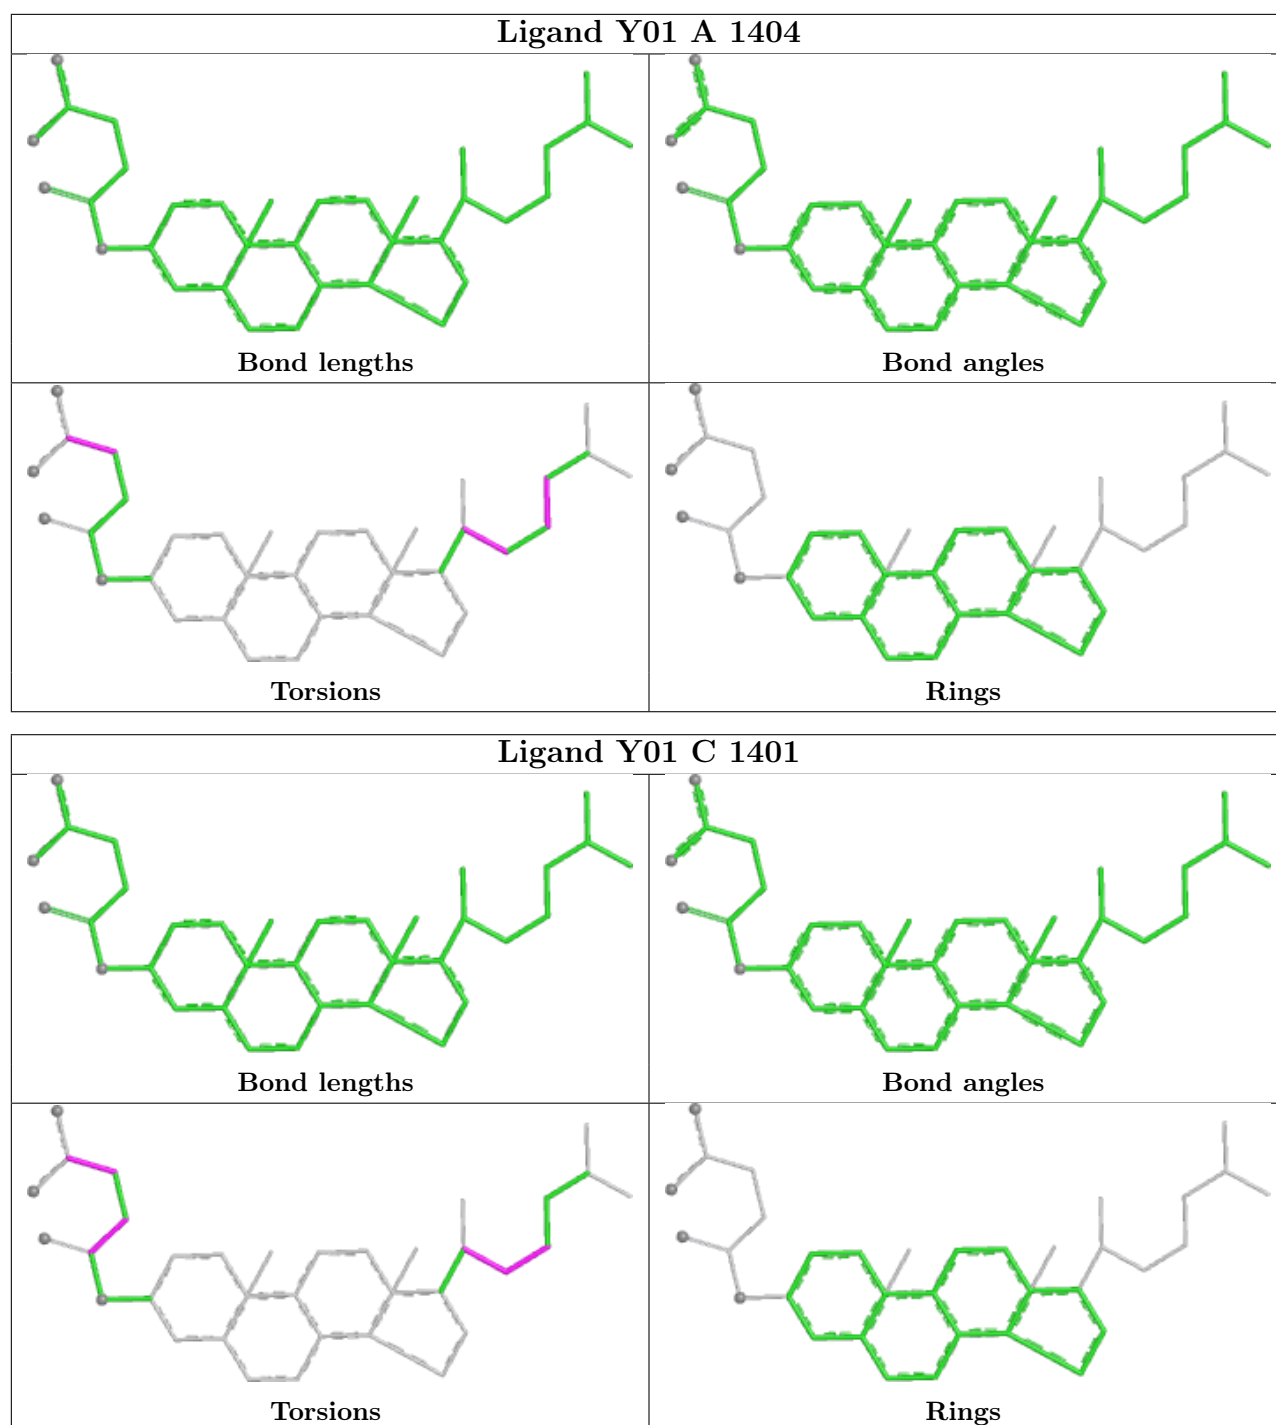 Ligand Y01 A 1404
Bond lengths
Bond angles
Torsions
Rings
Ligand Y01 C 1401
Bond lengths
Bond angles
Torsions
Rings